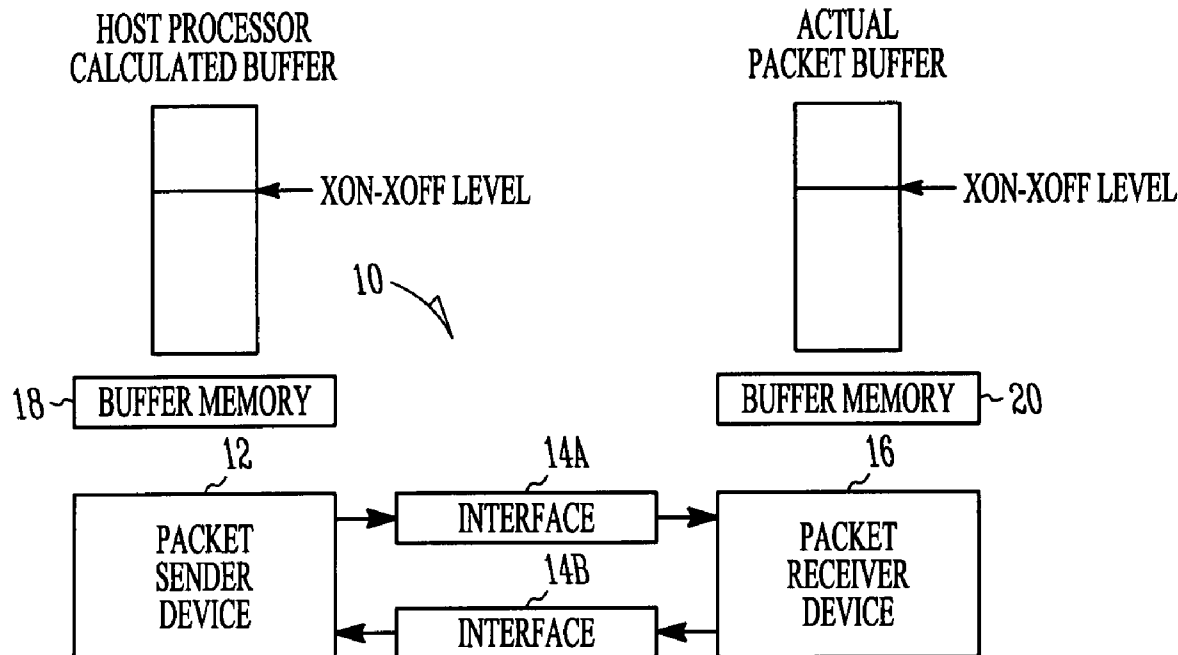 HOST PROCESSOR
CALCULATED BUFFER
ACTUAL
PACKET BUFFER
XON-XOFF LEVEL
XON-XOFF LEVEL
10
18
BUFFER MEMORY
BUFFER MEMORY
20
12
14A
16
PACKET
SENDER
DEVICE
INTERFACE
14B
INTERFACE
PACKET
RECEIVER
DEVICE